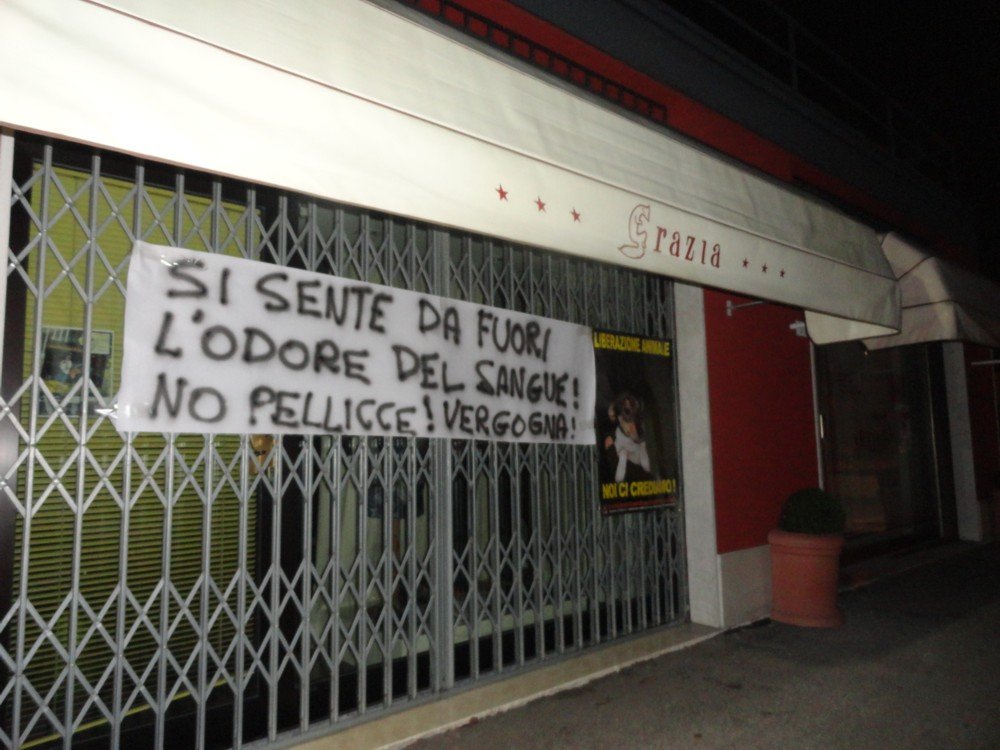 Grazia
SI SENTE DA FUORI
L'ODORE DEL SANGUE!
NO PELLICCE! VERGOGNA!
LIBERAZIONE ANIMALE
NOI CI CREDIAMO!